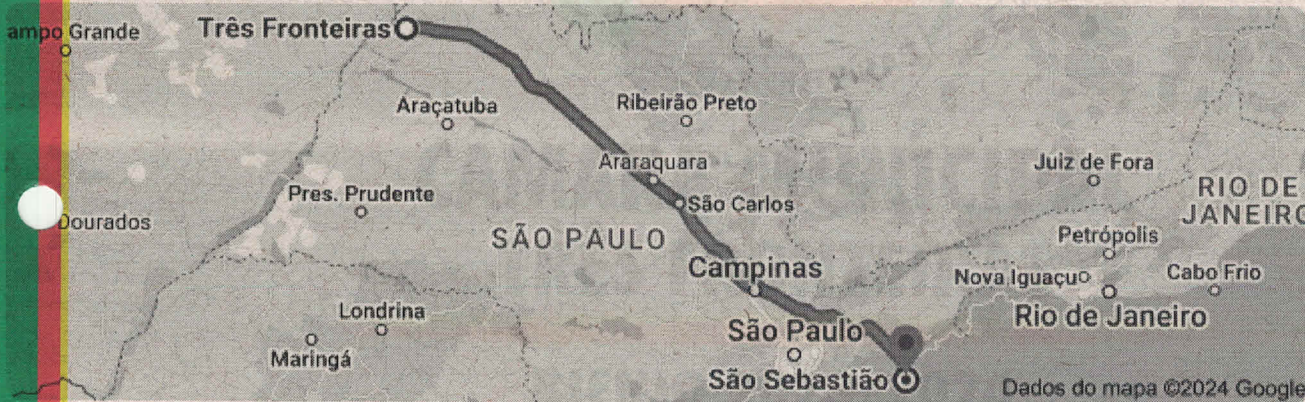 ampo Grande
Três Fronteiras
Araçatuba
Ribeirão Preto
Araraquara
Juiz de Fora
Pres. Prudente
São Carlos
RIO DE
JANEIRO
Dourados
SÃO PAULO
Petrópolis
Campinas
Nova Iguaçu
Cabo Frio
Londrina
São Paulo
Rio de Janeiro
Maringá
São Sebastião
Dados do mapa ©2024 Google